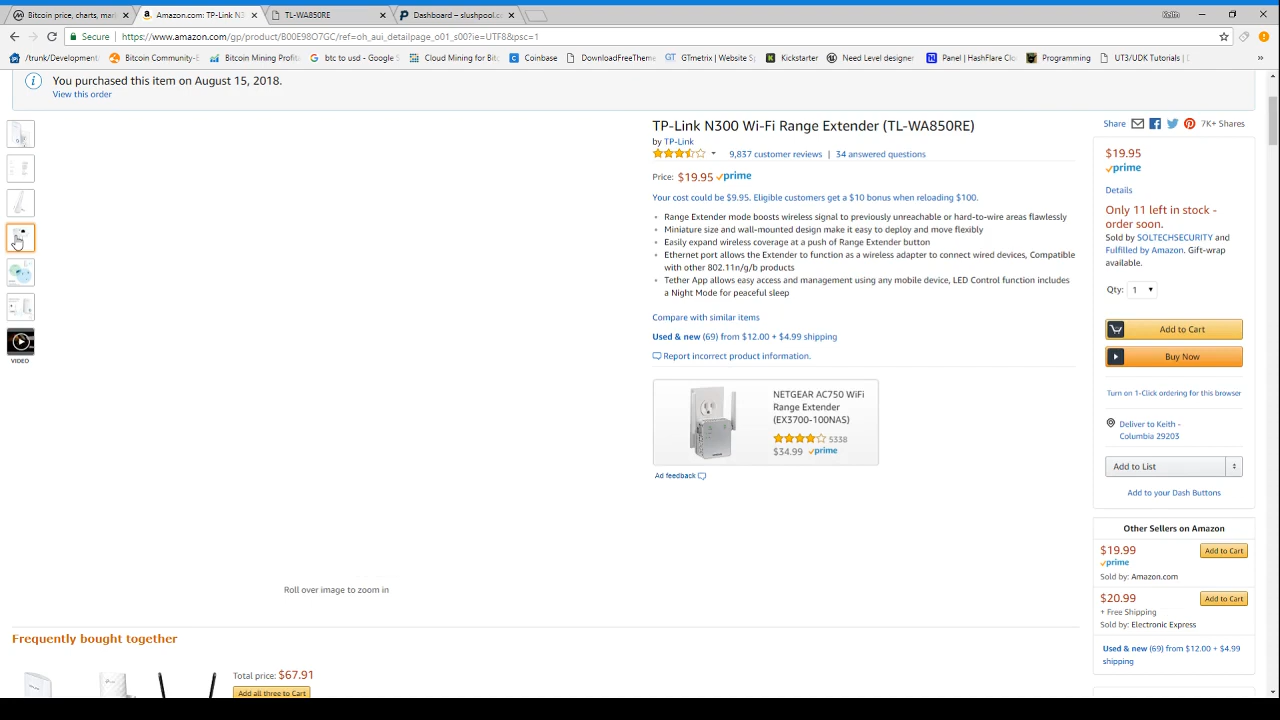 Bitcoin price, charts, mar
Amazon.com: TP-Link N3
TL-WA850RE
Dashboard – slushpool.c
Keith
Secure
https://www.amazon.com/gp/product/B00E98O7GC/ref=oh_aui_detailpage_o01_s00?ie=UTF8&psc=1
/trunk/Development
Bitcoin Community-E
Bitcoin Mining Profit
btc to usd - Google S
Cloud Mining for Bitc
Coinbase
DownloadFreeTheme
GTmetrix | Website S
Kickstarter
Need Level designer
Panel | HashFlare Clo
Programming
UT3/UDK Tutorials | D
»
You purchased this item on August 15, 2018.
View this order
TP-Link N300 Wi-Fi Range Extender (TL-WA850RE)
by TP-Link
9,837 customer reviews | 34 answered questions
Price: $19.95 prime
Your cost could be $9.95. Eligible customers get a $10 bonus when reloading $100.
Range Extender mode boosts wireless signal to previously unreachable or hard-to-wire areas flawlessly
Miniature size and wall-mounted design make it easy to deploy and move flexibly
Easily expand wireless coverage at a push of Range Extender button
Ethernet port allows the Extender to function as a wireless adapter to connect wired devices, Compatible
with other 802.11n/g/b products
Tether App allows easy access and management using any mobile device, LED Control function includes
a Night Mode for peaceful sleep
Compare with similar items
Used & new (69) from $12.00 + $4.99 shipping
Report incorrect product information.
NETGEAR AC750 WiFi
Range Extender
(EX3700-100NAS)
5338
$34.99 prime
Ad feedback
VIDEO
Roll over image to zoom in
Frequently bought together
Total price: $67.91
Add all three to Cart
Share
7K+ Shares
$19.95
prime
Details
Only 11 left in stock -
order soon.
Sold by SOLTECHSECURITY and
Fulfilled by Amazon. Gift-wrap
available.
Qty: 1
Add to Cart
Buy Now
Turn on 1-Click ordering for this browser
Deliver to Keith -
Columbia 29203
Add to List
Add to your Dash Buttons
Other Sellers on Amazon
$19.99
Add to Cart
prime
Sold by: Amazon.com
$20.99
Add to Cart
+ Free Shipping
Sold by: Electronic Express
Used & new (69) from $12.00 + $4.99
shipping